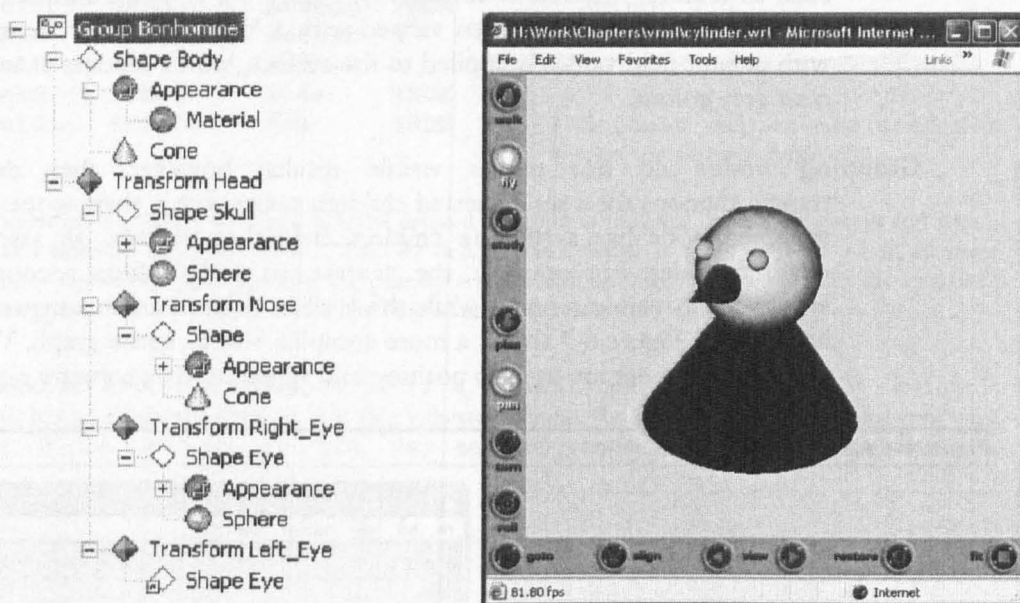 Group Bonhomme
Shape Body
Appearance
Material
Cone
Transform Head
Shape Skull
Appearance
Sphere
Transform Nose
Shape
Appearance
Cone
Transform Right_Eye
Shape Eye
Appearance
Sphere
Transform Left_Eye
Shape Eye
\Work\Chapters\vrml\cylinder.wrl - Microsoft Internet ...
File Edit View Favorites Tools Help Links »
walk
fly
study
plan
pan
turn
roll
goto align view restore fit
81.80 fps Internet